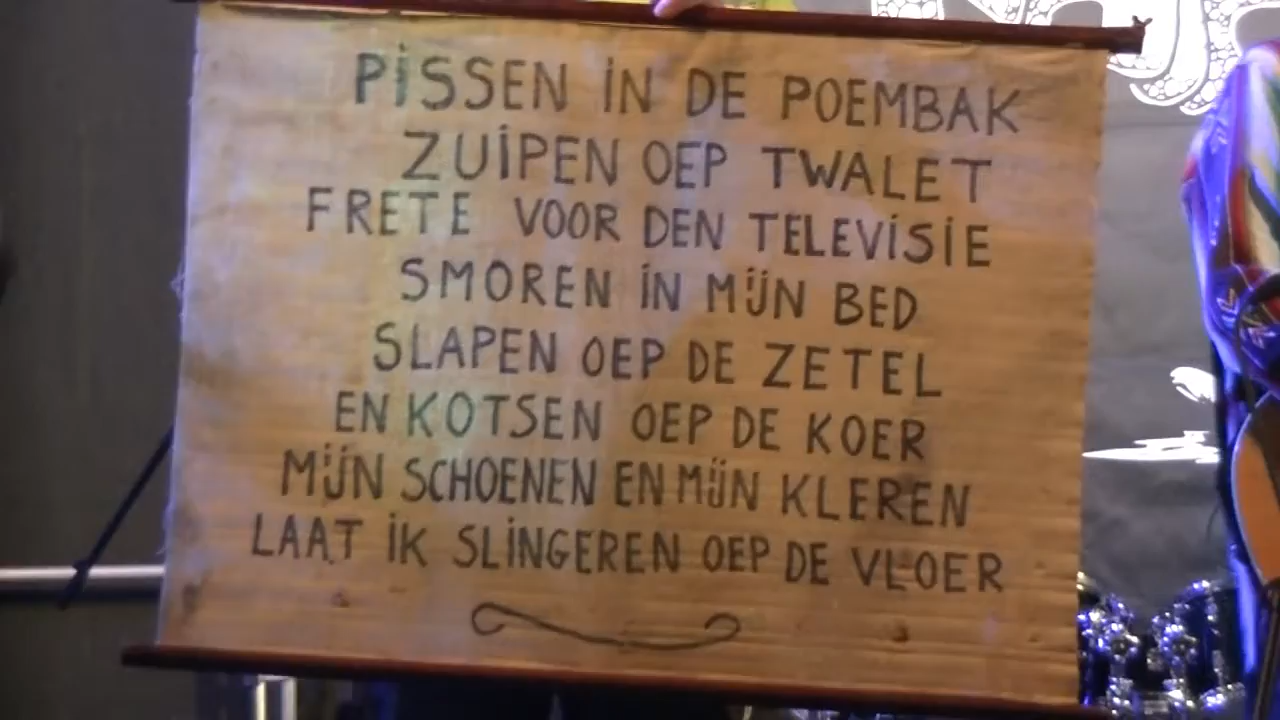 PISSEN IN DE POEMBAK
ZUIPEN OEP TWALET
FRETE VOOR DEN TELEVISIE
SMOREN IN MIJN BED
SLAPEN OEP DE ZETEL
EN KOTSEN OEP DE KOER
MIJN SCHOENEN EN MIJN KLEREN
LAAT IK SLINGEREN OEP DE VLOER